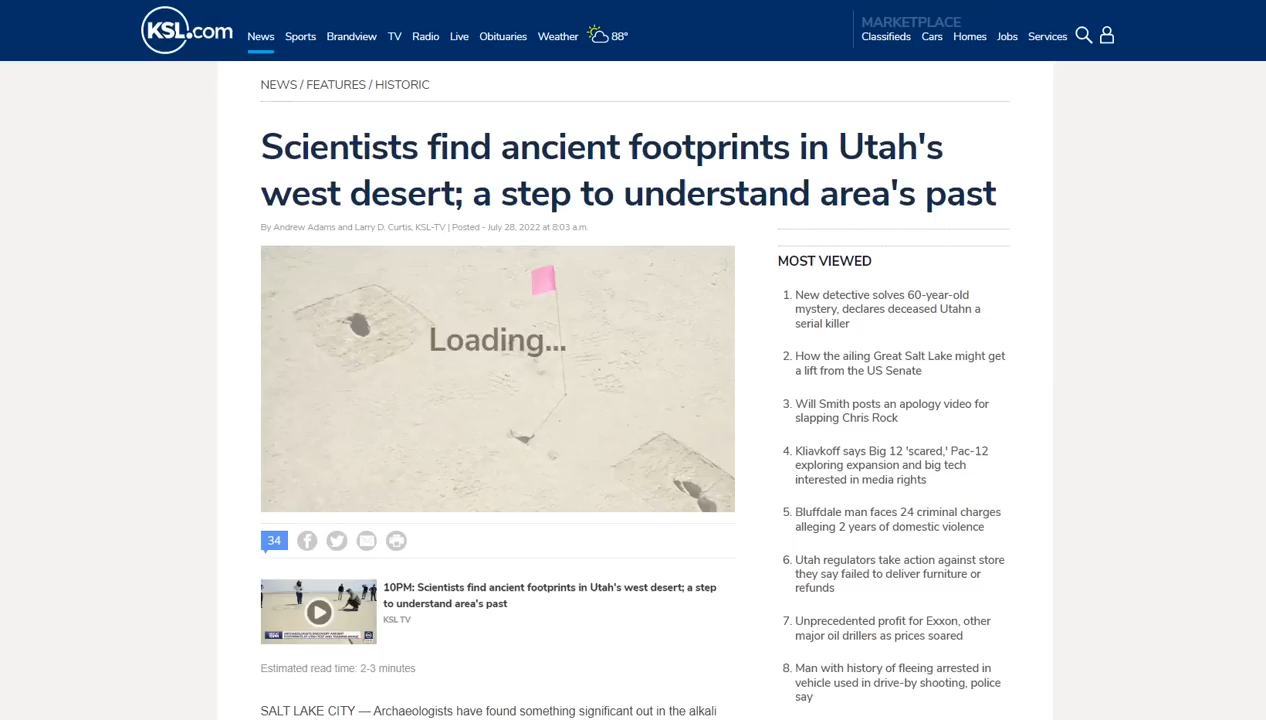 KSL.com
News Sports Brandview TV Radio Live Obituaries Weather 88°
MARKETPLACE
Classifieds Cars Homes Jobs Services
NEWS / FEATURES / HISTORIC
Scientists find ancient footprints in Utah's
west desert; a step to understand area's past
By Andrew Adams and Larry D. Curtis, KSL-TV | Posted - July 28, 2022 at 8:03 a.m.
Loading...
34
10PM: Scientists find ancient footprints in Utah's west desert; a step
to understand area's past
KSL TV
Estimated read time: 2-3 minutes
SALT LAKE CITY — Archaeologists have found something significant out in the alkali
MOST VIEWED
1. New detective solves 60-year-old
mystery, declares deceased Utahn a
serial killer
2. How the ailing Great Salt Lake might get
a lift from the US Senate
3. Will Smith posts an apology video for
slapping Chris Rock
4. Kliavkoff says Big 12 'scared,' Pac-12
exploring expansion and big tech
interested in media rights
5. Bluffdale man faces 24 criminal charges
alleging 2 years of domestic violence
6. Utah regulators take action against store
they say failed to deliver furniture or
refunds
7. Unprecedented profit for Exxon, other
major oil drillers as prices soared
8. Man with history of fleeing arrested in
vehicle used in drive-by shooting, police
say